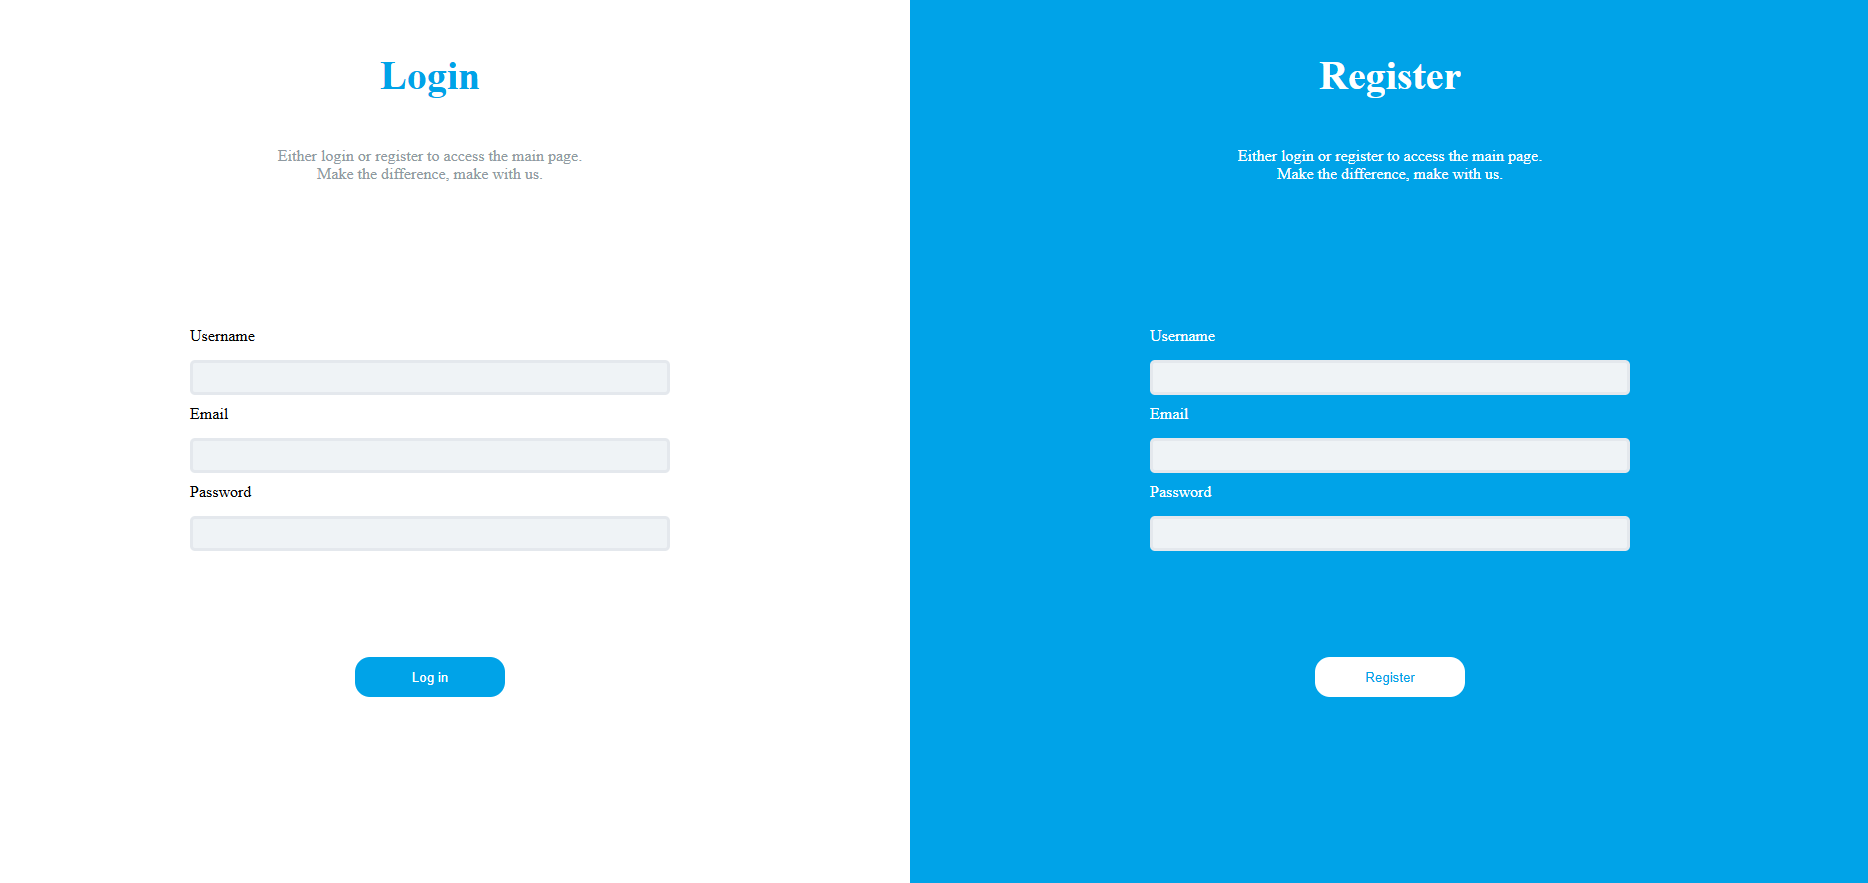 Login
Either login or register to access the main page.
Make the difference, make with us.
Username
Email
Password
Log in
Register
Either login or register to access the main page.
Make the difference, make with us.
Username
Email
Password
Register